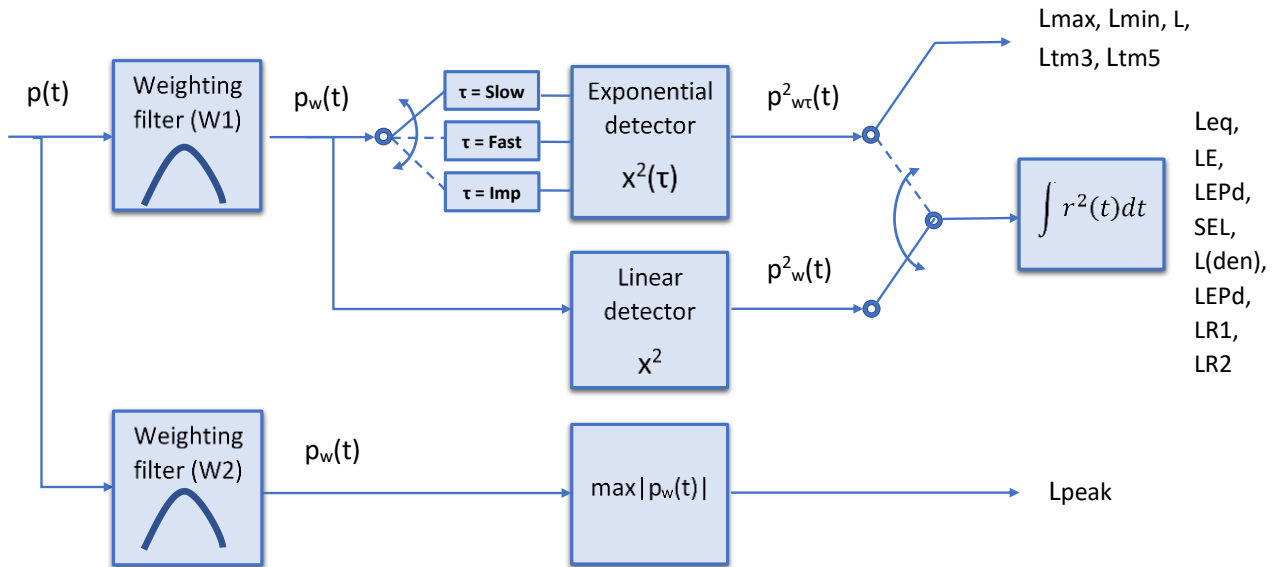 p(t)
Weighting
filter (W1)
pw(t)
τ = Slow
τ = Fast
τ = Imp
Exponential
detector
x²(τ)
p²wτ(t)
Lmax, Lmin, L,
Ltm3, Ltm5
Linear
detector
x²
p²w(t)
∫ r²(t)dt
Leq,
LE,
LEPd,
SEL,
L(den),
LEPd,
LR1,
LR2
Weighting
filter (W2)
pw(t)
max|pw(t)|
Lpeak